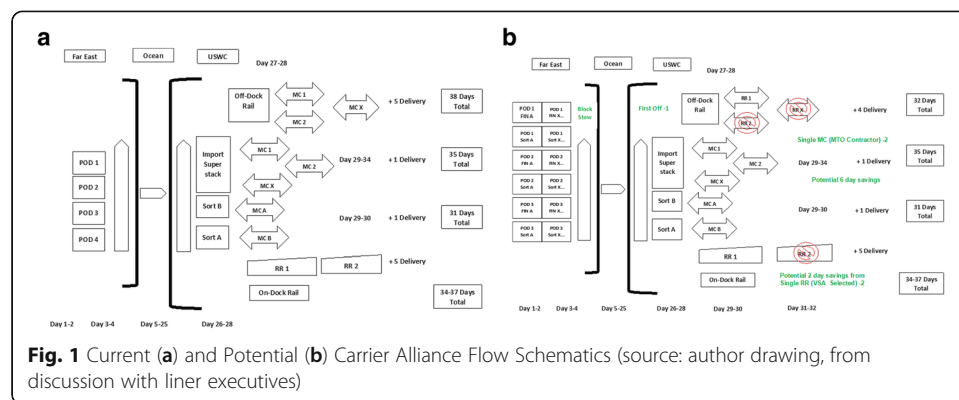 a
Far East
Ocean
USWC
Day 27-28
Off-Dock
Rail
MC 1
MC 2
MC X
+ 5 Delivery
38 Days
Total
Import
Super
stack
MC 1
MC 2
MC X
Day 29-34
+ 1 Delivery
35 Days
Total
POD 1
POD 2
POD 3
POD 4
Sort B
Sort A
MC A
MC B
Day 29-30
+ 1 Delivery
31 Days
Total
RR 1
RR 2
+ 5 Delivery
On-Dock Rail
34-37 Days
Total
Day 1-2
Day 3-4
Day 5-25
Day 26-28
b
Far East
Ocean
USWC
Day 27-28
POD 1
FIN A
POD 1
FIN X...
POD 1
Sort A
POD 1
Sort X...
POD 2
FIN A
POD 2
FIN X...
POD 2
Sort A
POD 2
Sort X...
POD 3
FIN A
POD 3
FIN X...
POD 3
Sort A
POD 3
Sort X...
Block
Stow
First Off -1
Off-Dock
Rail
RR 1
RR 2
RR X
+ 4 Delivery
32 Days
Total
Single MC (MTO Contractor) -2
Import
Super
stack
MC 1
MC 2
MC X
Day 29-34
+ 1 Delivery
35 Days
Total
Potential 6 day savings
Sort B
Sort A
MC A
MC B
Day 29-30
+ 1 Delivery
31 Days
Total
RR 1
RR 2
+ 5 Delivery
On-Dock Rail
Potential 2 day savings from
Single RR (VSA Selected) -2
34-37 Days
Total
Day 1-2
Day 3-4
Day 5-25
Day 26-28
Day 29-30
Day 31-32
Fig. 1 Current (a) and Potential (b) Carrier Alliance Flow Schematics (source: author drawing, from
discussion with liner executives)